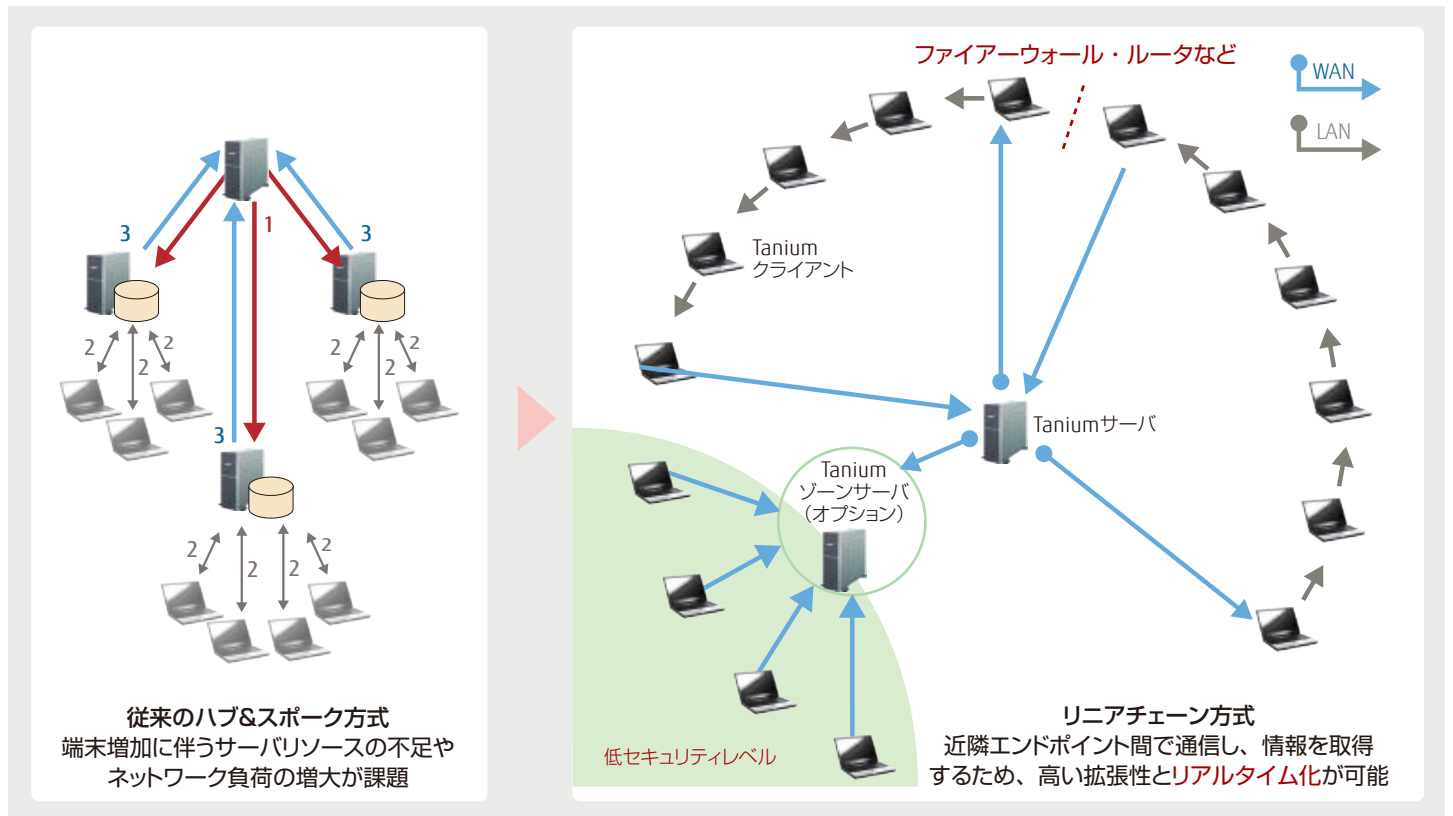 3
1
3
2
2
2
2
2
2
3
2
2
2
2
従来のハブ&スポーク方式
端末増加に伴うサーバリソースの不足や
ネットワーク負荷の増大が課題
ファイアーウォール・ルータなど
WAN
LAN
Tanium
クライアント
Taniumサーバ
Tanium
ゾーンサーバ
（オプション）
低セキュリティレベル
リニアチェーン方式
近隣エンドポイント間で通信し、情報を取得
するため、高い拡張性とリアルタイム化が可能